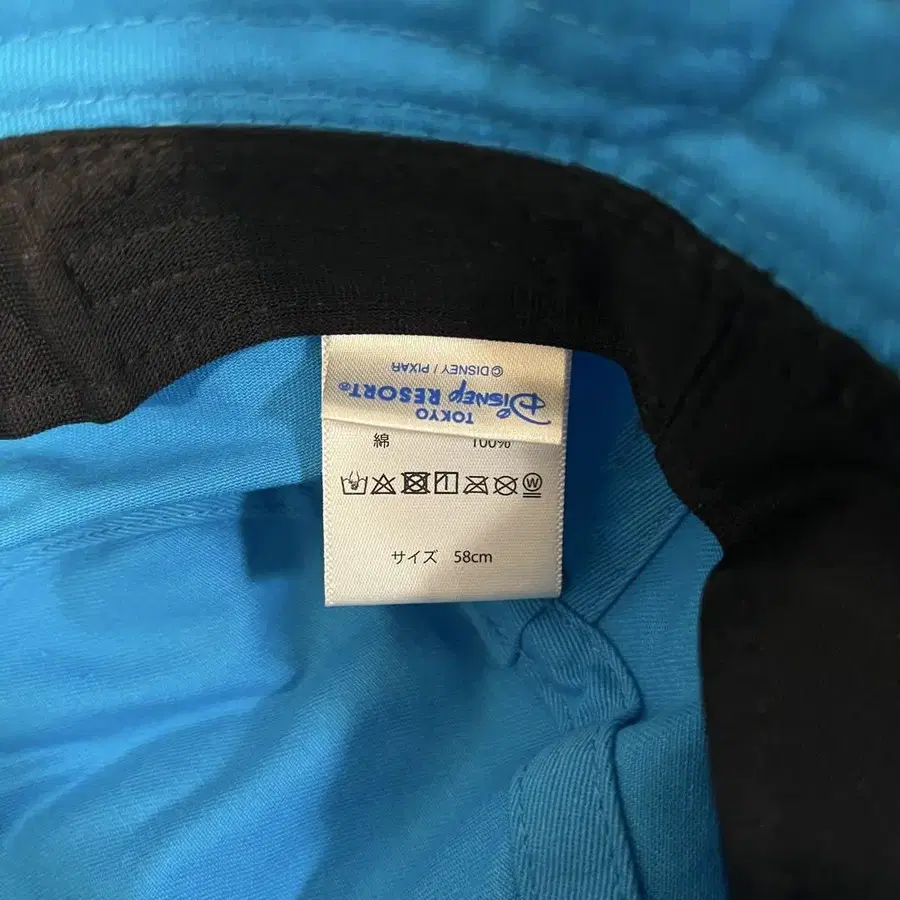 TOKYO
Disney RESORT®
© DISNEY / PIXAR
綿 100%
W
サイズ 58cm